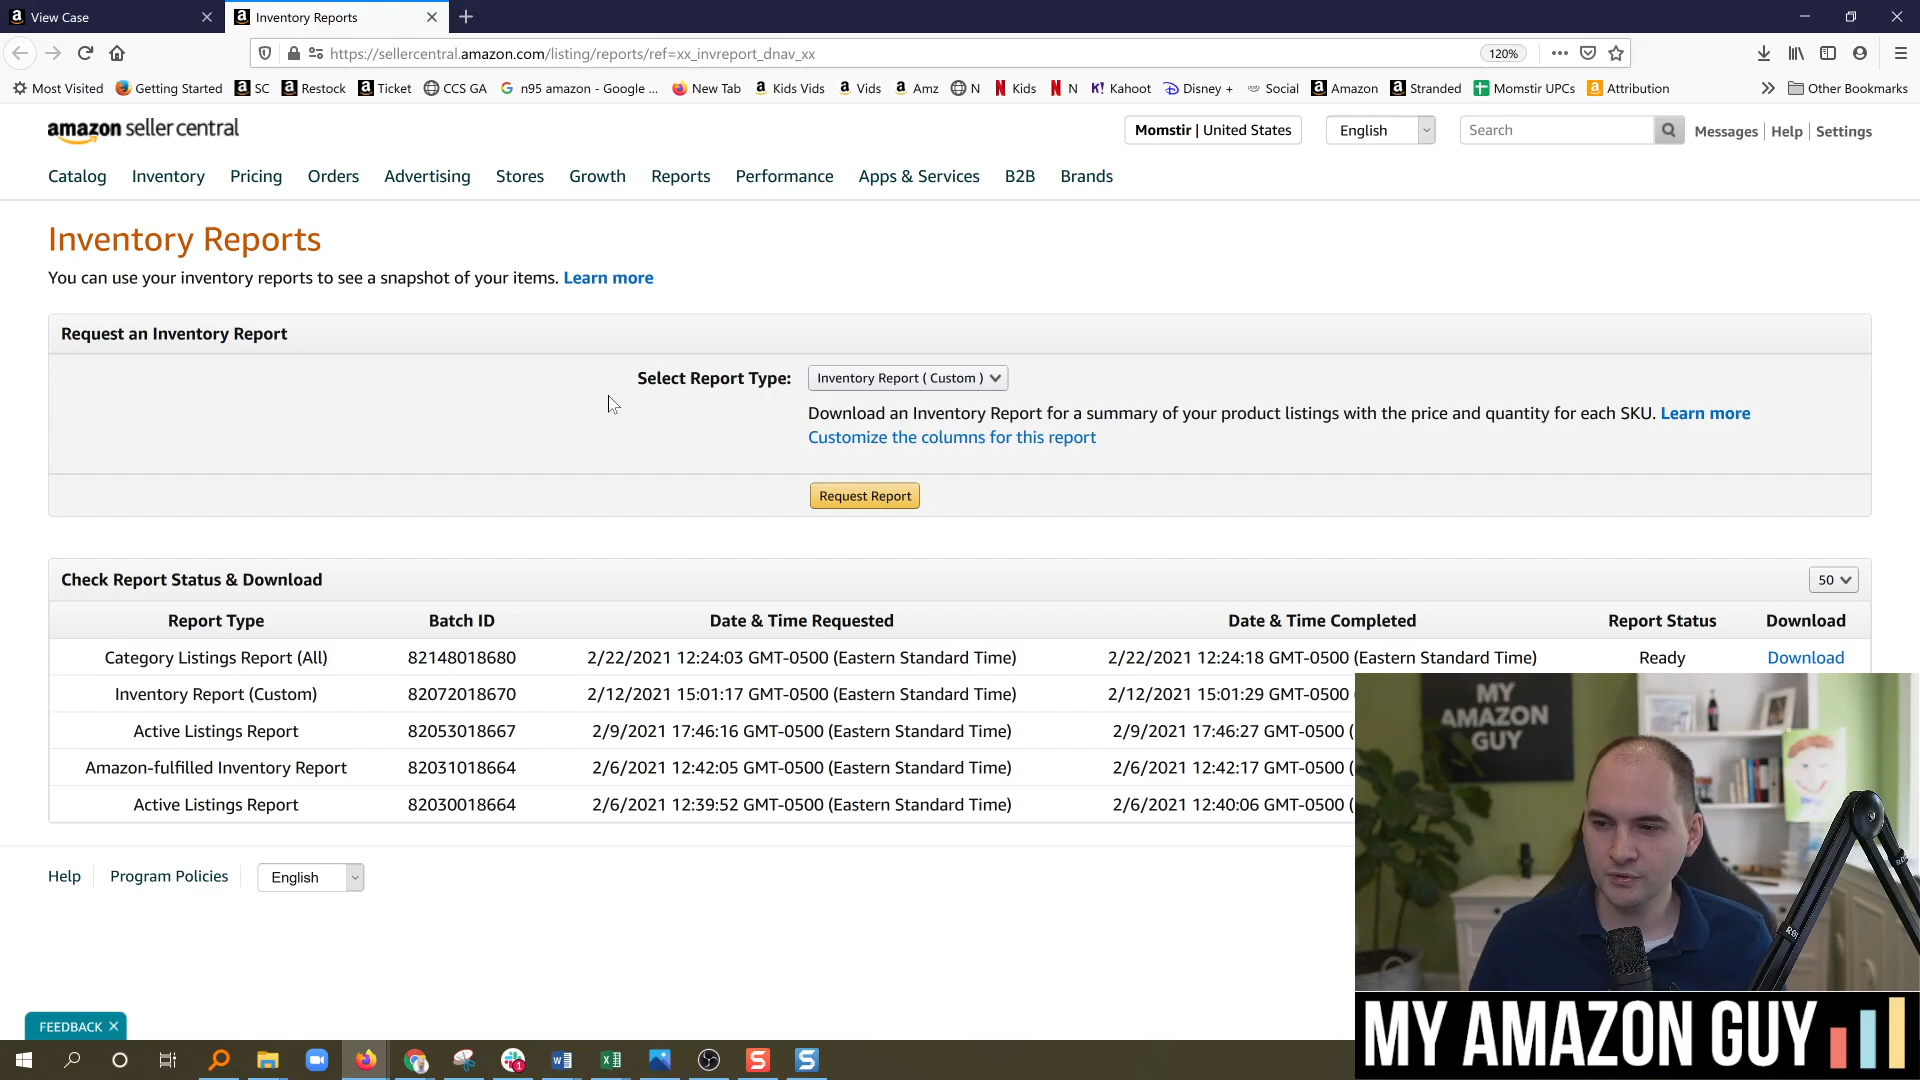 View Case
Inventory Reports
https://sellercentral.amazon.com/listing/reports/ref=xx_invreport_dnav_xx
120%
Most Visited
Getting Started
SC
Restock
Ticket
CCS GA
n95 amazon - Google ...
New Tab
Kids Vids
Vids
Amz
N
Kids
N
Kahoot
Disney +
Social
Amazon
Stranded
Momstir UPCs
Attribution
Other Bookmarks
amazon seller central
Momstir | United States
English
Search
Messages | Help | Settings
Catalog Inventory Pricing Orders Advertising Stores Growth Reports Performance Apps & Services B2B Brands
Inventory Reports
You can use your inventory reports to see a snapshot of your items. Learn more
Request an Inventory Report
Select Report Type: Inventory Report ( Custom )
Download an Inventory Report for a summary of your product listings with the price and quantity for each SKU. Learn more
Customize the columns for this report
Request Report
Check Report Status & Download
50
Report Type Batch ID Date & Time Requested Date & Time Completed Report Status Download
Category Listings Report (All) 82148018680 2/22/2021 12:24:03 GMT-0500 (Eastern Standard Time) 2/22/2021 12:24:18 GMT-0500 (Eastern Standard Time) Ready Download
Inventory Report (Custom) 82072018670 2/12/2021 15:01:17 GMT-0500 (Eastern Standard Time) 2/12/2021 15:01:29 GMT-0500
Active Listings Report 82053018667 2/9/2021 17:46:16 GMT-0500 (Eastern Standard Time) 2/9/2021 17:46:27 GMT-0500 (
Amazon-fulfilled Inventory Report 82031018664 2/6/2021 12:42:05 GMT-0500 (Eastern Standard Time) 2/6/2021 12:42:17 GMT-0500 (
Active Listings Report 82030018664 2/6/2021 12:39:52 GMT-0500 (Eastern Standard Time) 2/6/2021 12:40:06 GMT-0500 (
Help
Program Policies
English
FEEDBACK
MY
AMAZON
GUY
MY AMAZON GUY